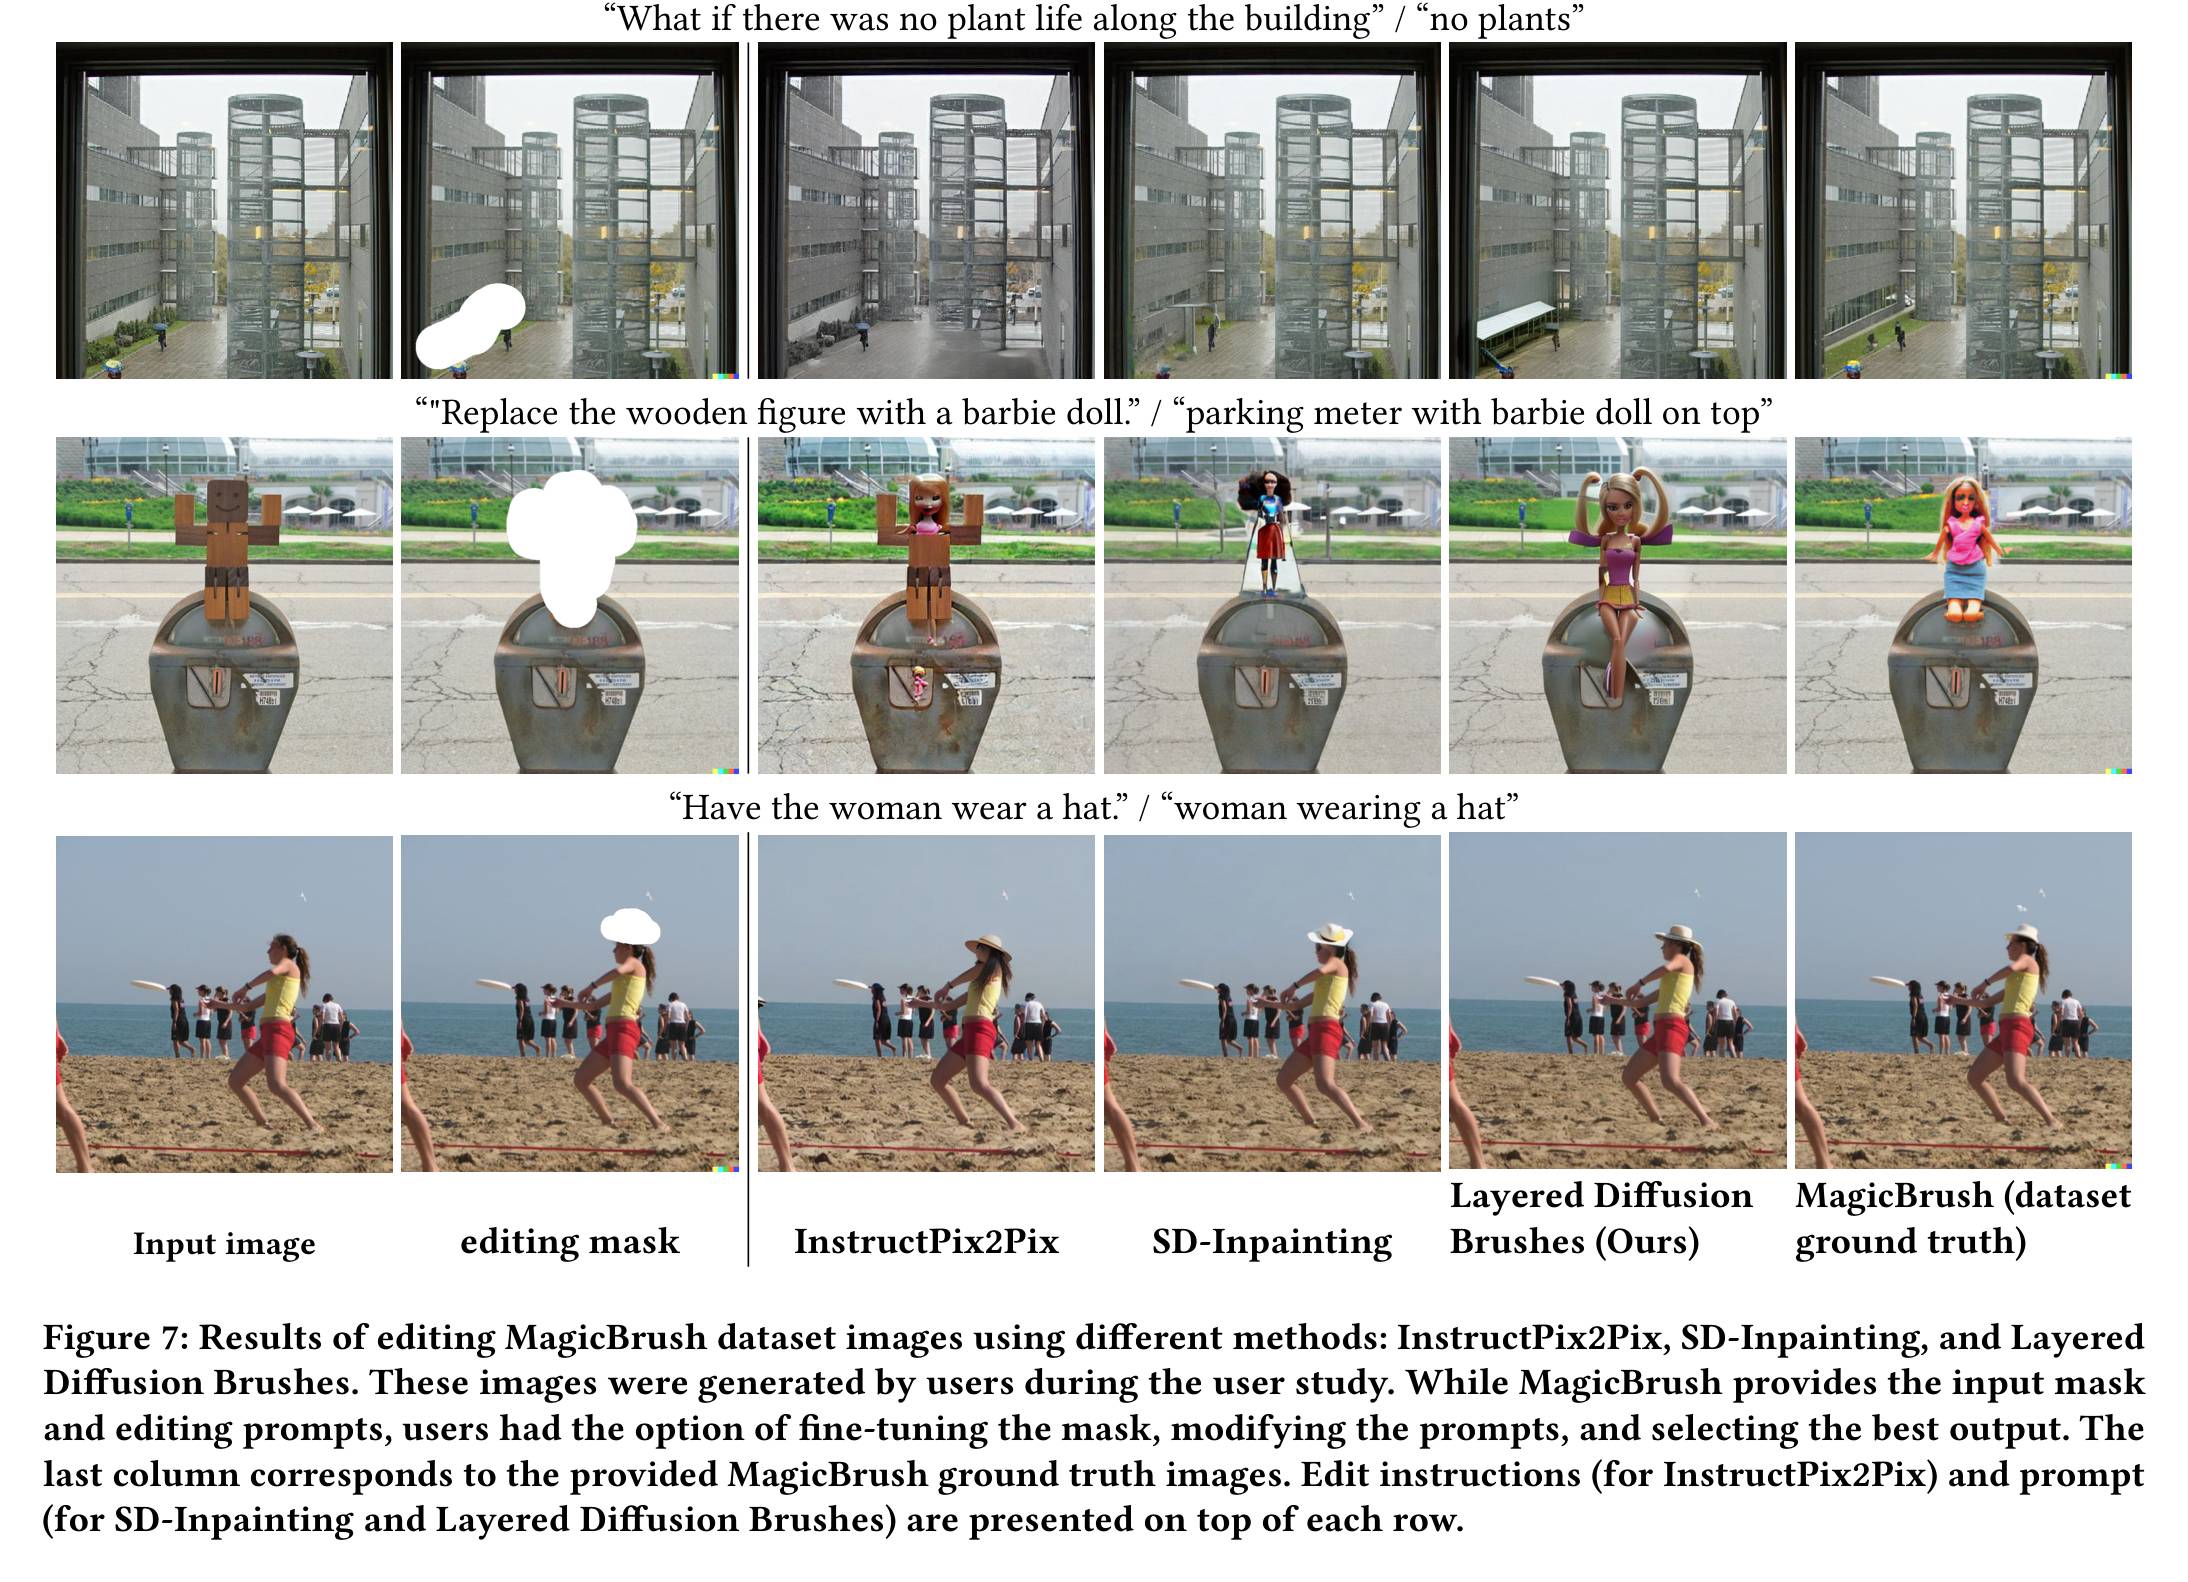 “What if there was no plant life along the building” / “no plants”
“"Replace the wooden figure with a barbie doll.” / “parking meter with barbie doll on top”
“Have the woman wear a hat.” / “woman wearing a hat”
Input image
editing mask
InstructPix2Pix
SD-Inpainting
Layered Diffusion
Brushes (Ours)
MagicBrush (dataset
ground truth)
Figure 7: Results of editing MagicBrush dataset images using different methods: InstructPix2Pix, SD-Inpainting, and Layered
Diffusion Brushes. These images were generated by users during the user study. While MagicBrush provides the input mask
and editing prompts, users had the option of fine-tuning the mask, modifying the prompts, and selecting the best output. The
last column corresponds to the provided MagicBrush ground truth images. Edit instructions (for InstructPix2Pix) and prompt
(for SD-Inpainting and Layered Diffusion Brushes) are presented on top of each row.